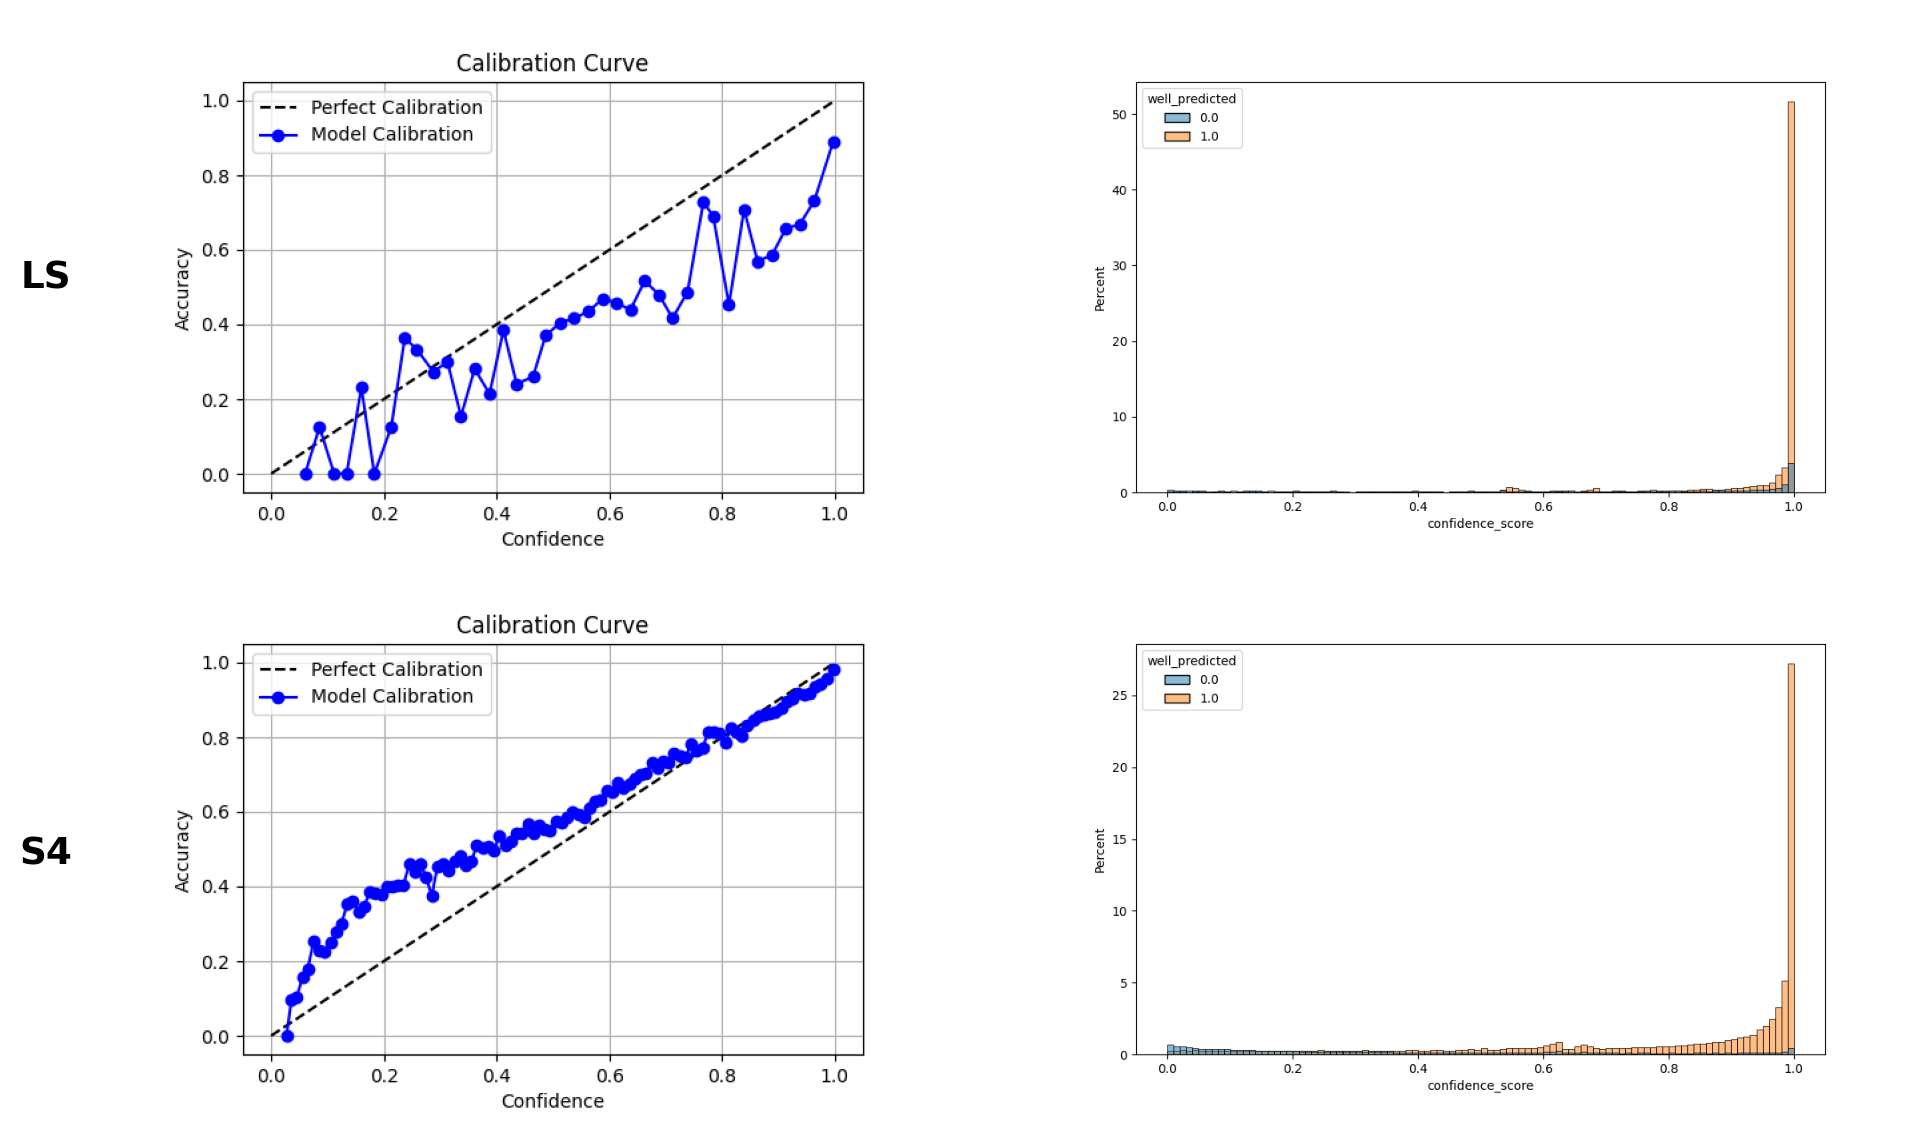 LS
Calibration Curve
Perfect Calibration
Model Calibration
1.0
0.8
0.6
0.4
0.2
0.0
Accuracy
0.0 0.2 0.4 0.6 0.8 1.0
Confidence
well_predicted
0.0
1.0
50
40
30
20
10
0
Percent
0.0 0.2 0.4 0.6 0.8 1.0
confidence_score
S4
Calibration Curve
Perfect Calibration
Model Calibration
1.0
0.8
0.6
0.4
0.2
0.0
Accuracy
0.0 0.2 0.4 0.6 0.8 1.0
Confidence
well_predicted
0.0
1.0
25
20
15
10
5
0
Percent
0.0 0.2 0.4 0.6 0.8 1.0
confidence_score